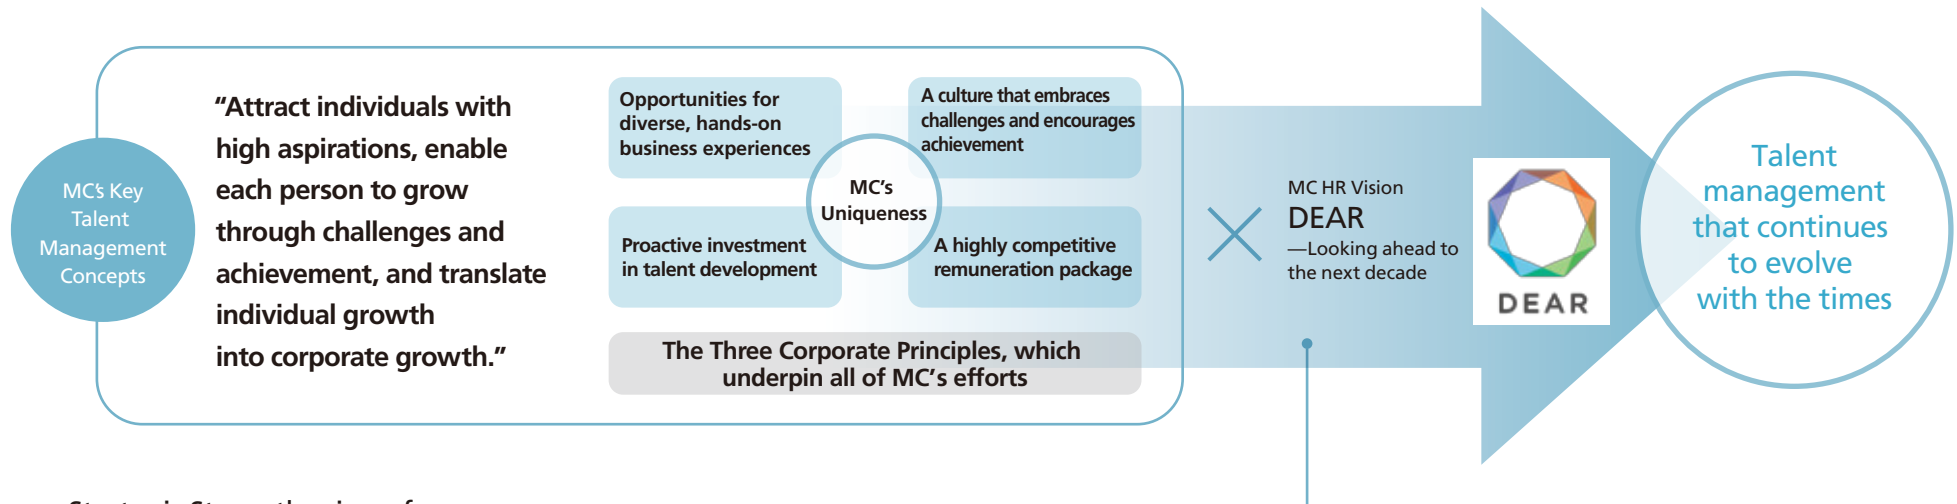 MC's Key
Talent
Management
Concepts
"Attract individuals with
high aspirations, enable
each person to grow
through challenges and
achievement, and translate
individual growth
into corporate growth."
Opportunities for
diverse, hands-on
business experiences
A culture that embraces
challenges and encourages
achievement
MC's
Uniqueness
Proactive investment
in talent development
A highly competitive
remuneration package
The Three Corporate Principles, which
underpin all of MC's efforts
MC HR Vision
DEAR
—Looking ahead to
the next decade
DEAR
Talent
management
that continues
to evolve
with the times